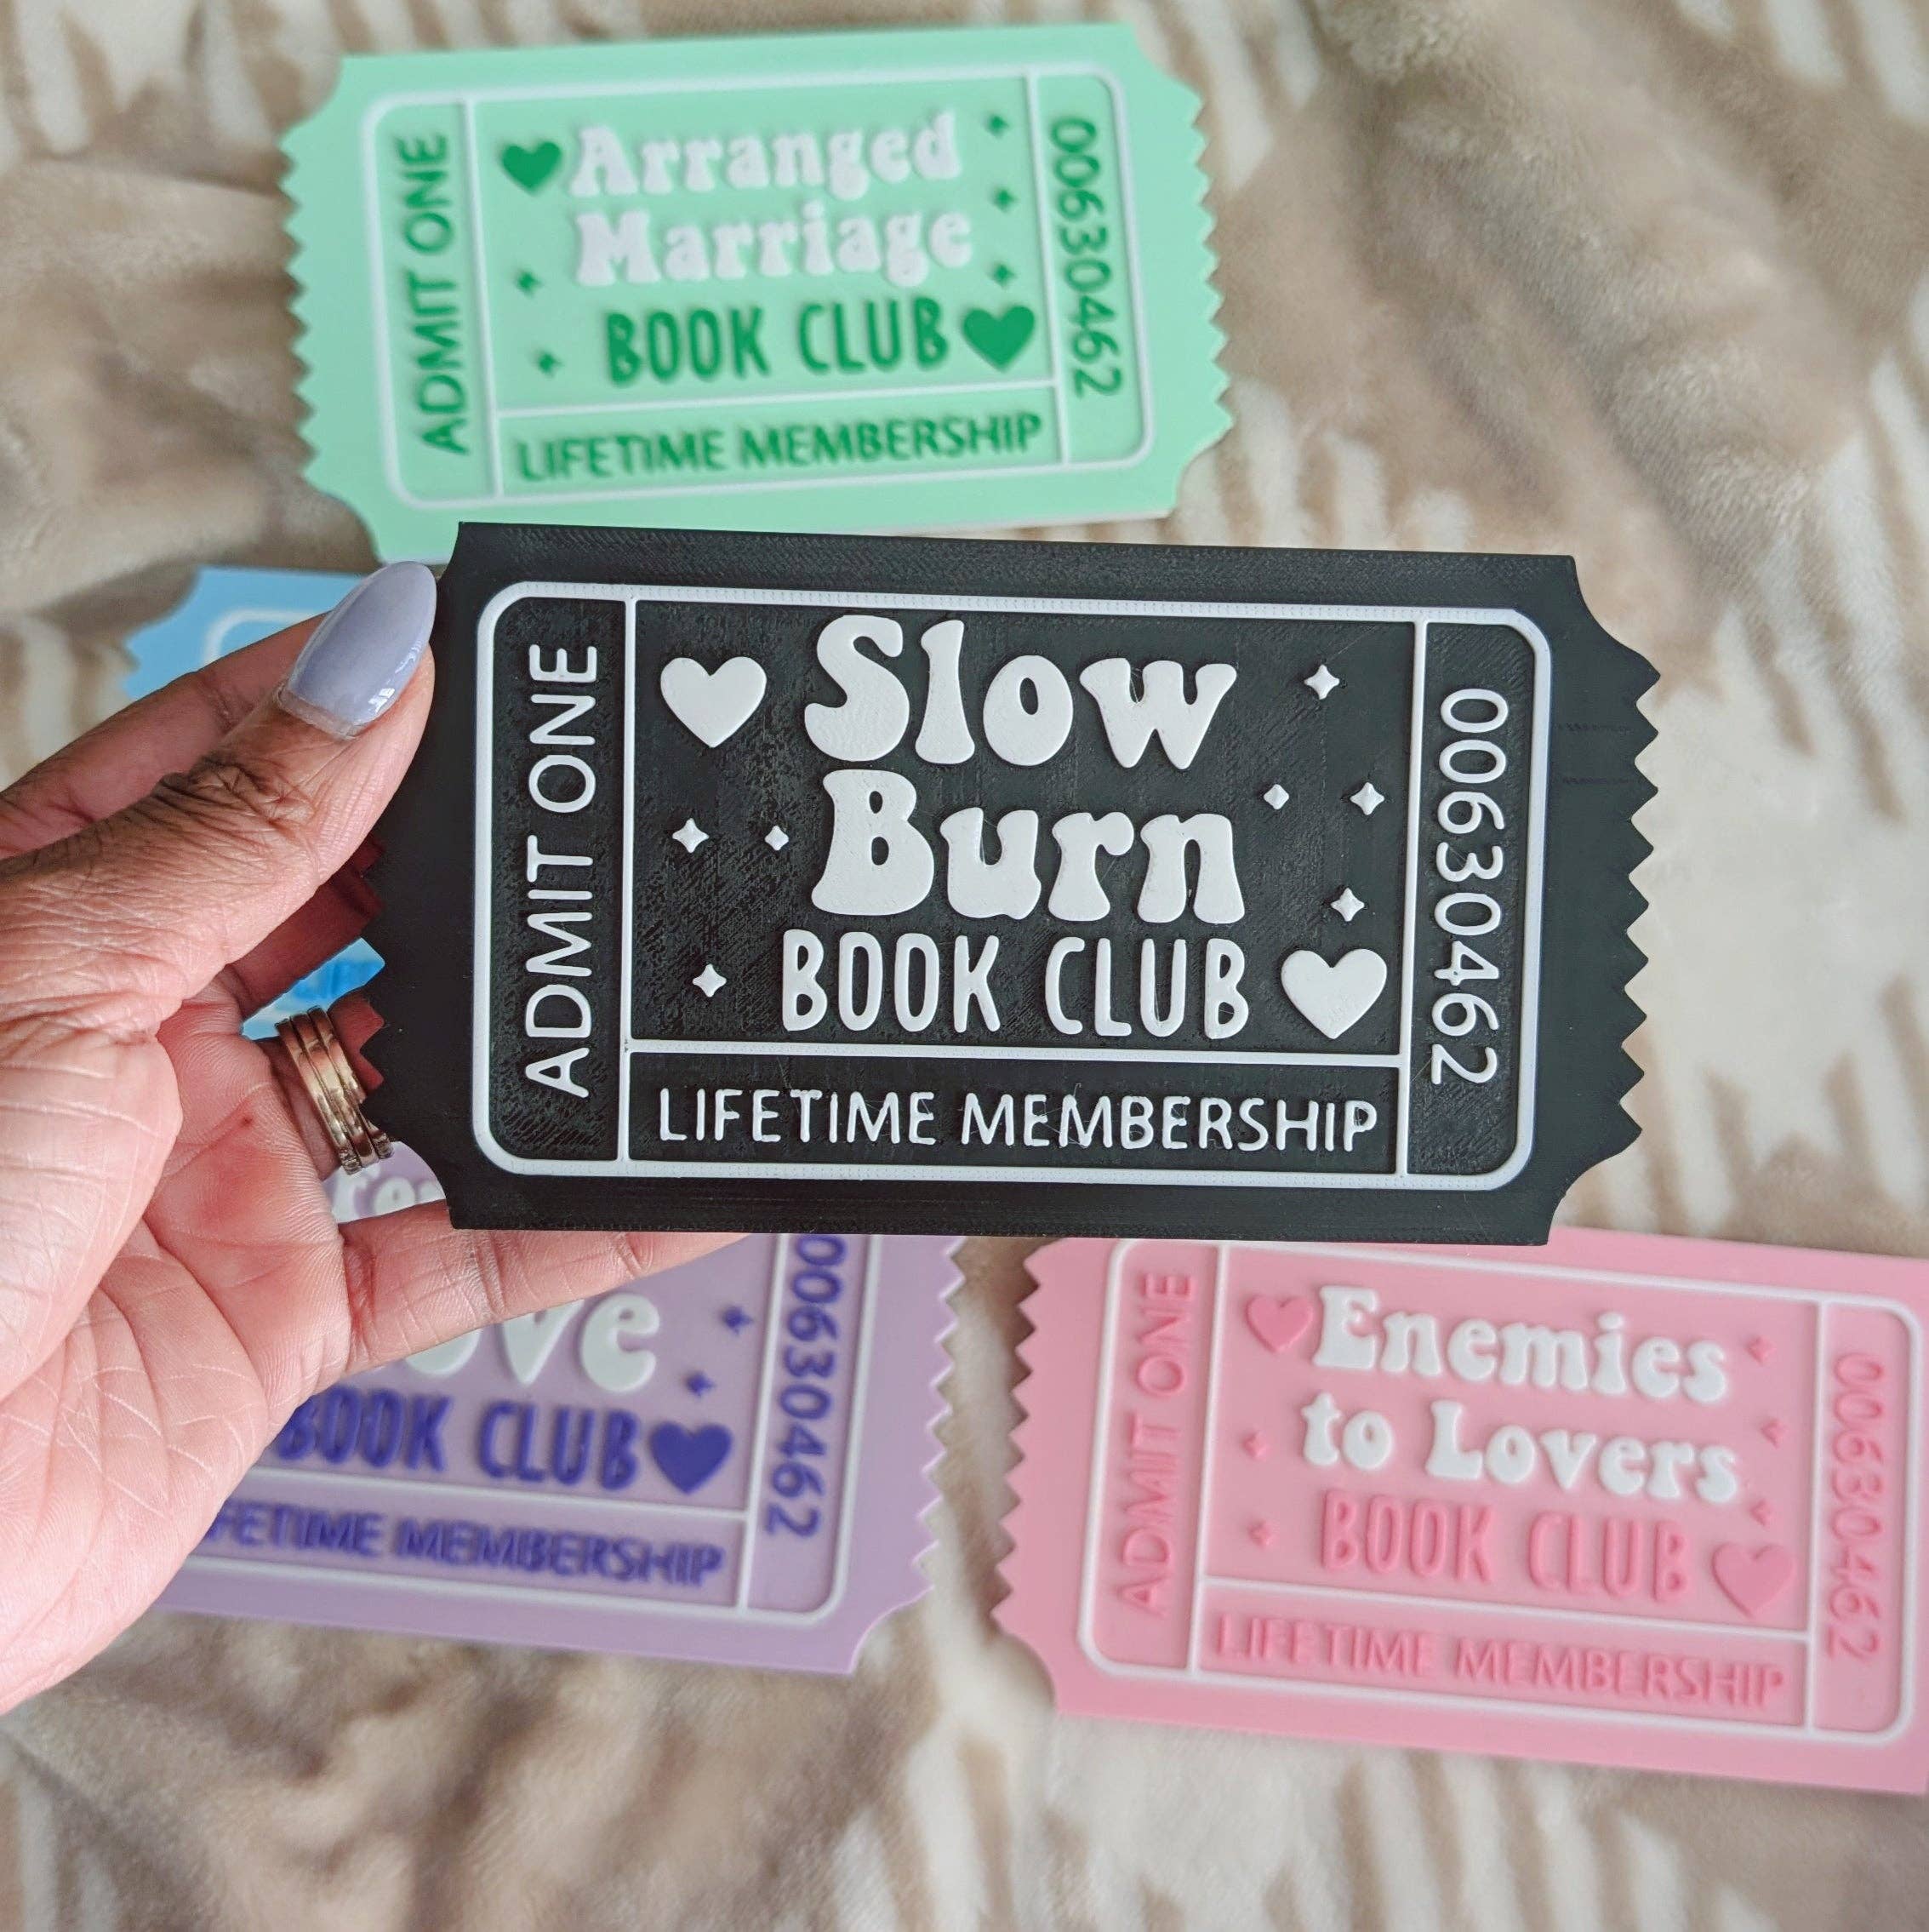 ADMIT ONE
Arranged
Marriage
BOOK CLUB
LIFETIME MEMBERSHIP
00630462
ADMIT ONE
Slow
Burn
BOOK CLUB
LIFETIME MEMBERSHIP
00630462
BOOK CLUB
MEMBERSHIP
00630462
ADMIT ONE
Enemies
to Lovers
BOOK CLUB
LIFETIME MEMBERSHIP
00630462